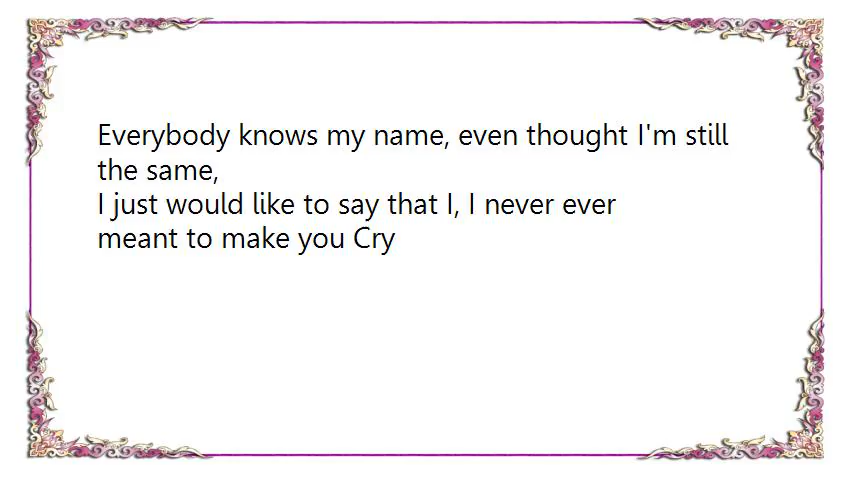 Everybody knows my name, even thought I'm still
the same,
I just would like to say that I, I never ever
meant to make you Cry